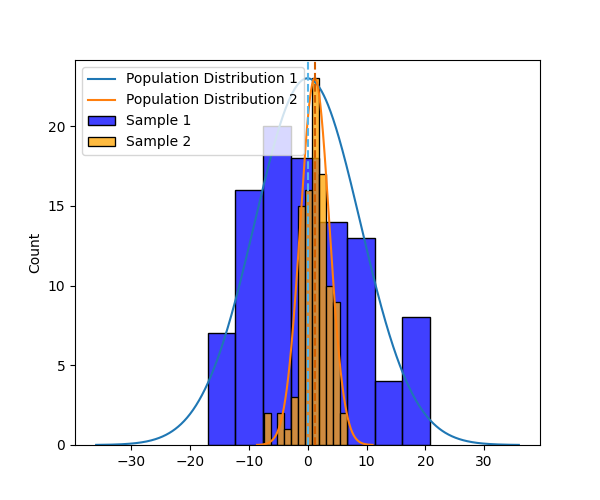 Population Distribution 1
Population Distribution 2
Sample 1
Sample 2
20
15
10
5
0
Count
−30
−20
−10
0
10
20
30